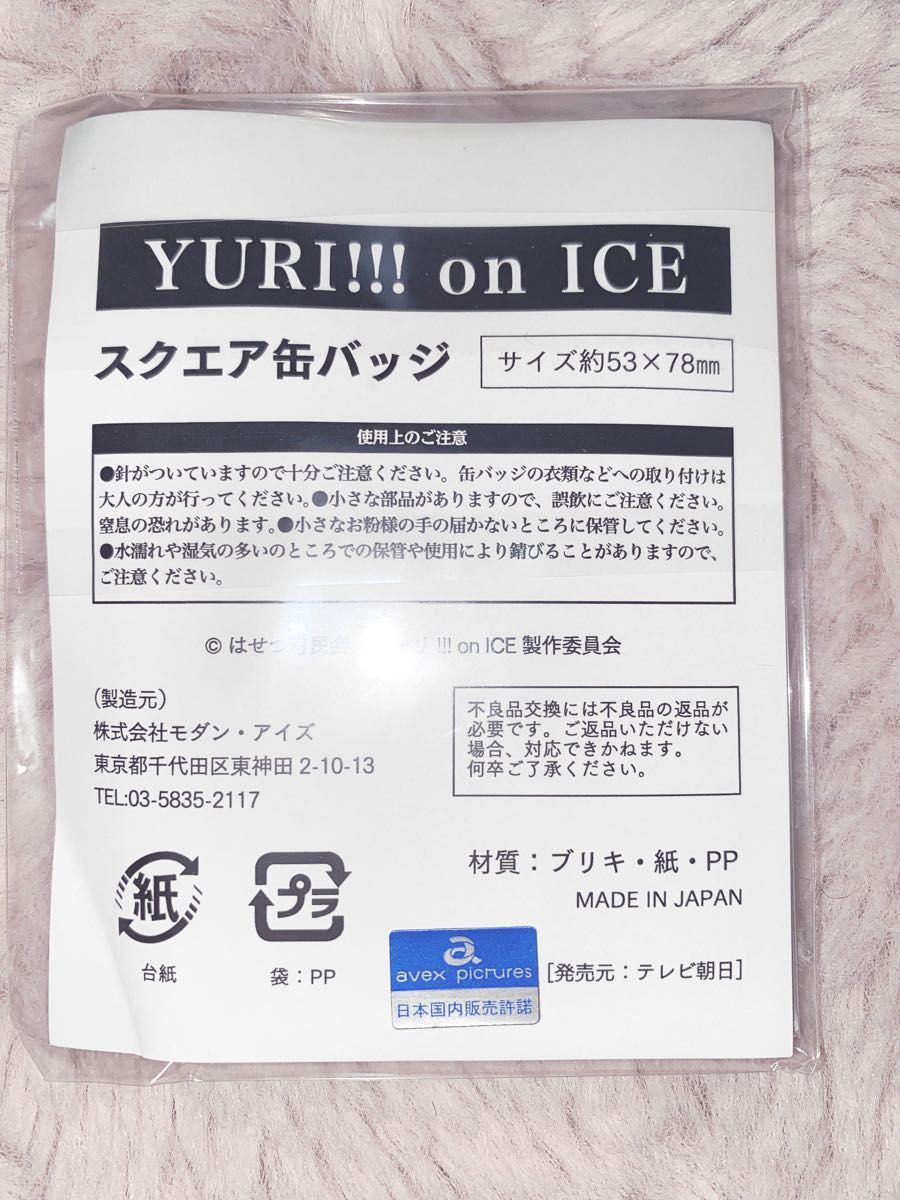 YURI!!! on ICE
スクエア缶バッジ
サイズ約53×78㎜
使用上のご注意
●針がついていますので十分ご注意ください。缶バッジの衣類などへの取り付けは
大人の方が行ってください。●小さな部品がありますので、誤飲にご注意ください。
窒息の恐れがあります。●小さなお粉様の手の届かないところに保管してください。
●水濡れや湿気の多いのところでの保管や使用により錆びることがありますので、
ご注意ください。
© はせつ町民会 !!! on ICE 製作委員会
(製造元)
株式会社モダン・アイズ
東京都千代田区東神田 2-10-13
TEL:03-5835-2117
不良品交換には不良品の返品が
必要です。ご返品いただけない
場合、対応できかねます。
何卒ご了承ください。
紙
台紙
プラ
袋：PP
材質：ブリキ・紙・PP
MADE IN JAPAN
a
avex pictures
日本国内販売許諾
[発売元：テレビ朝日]